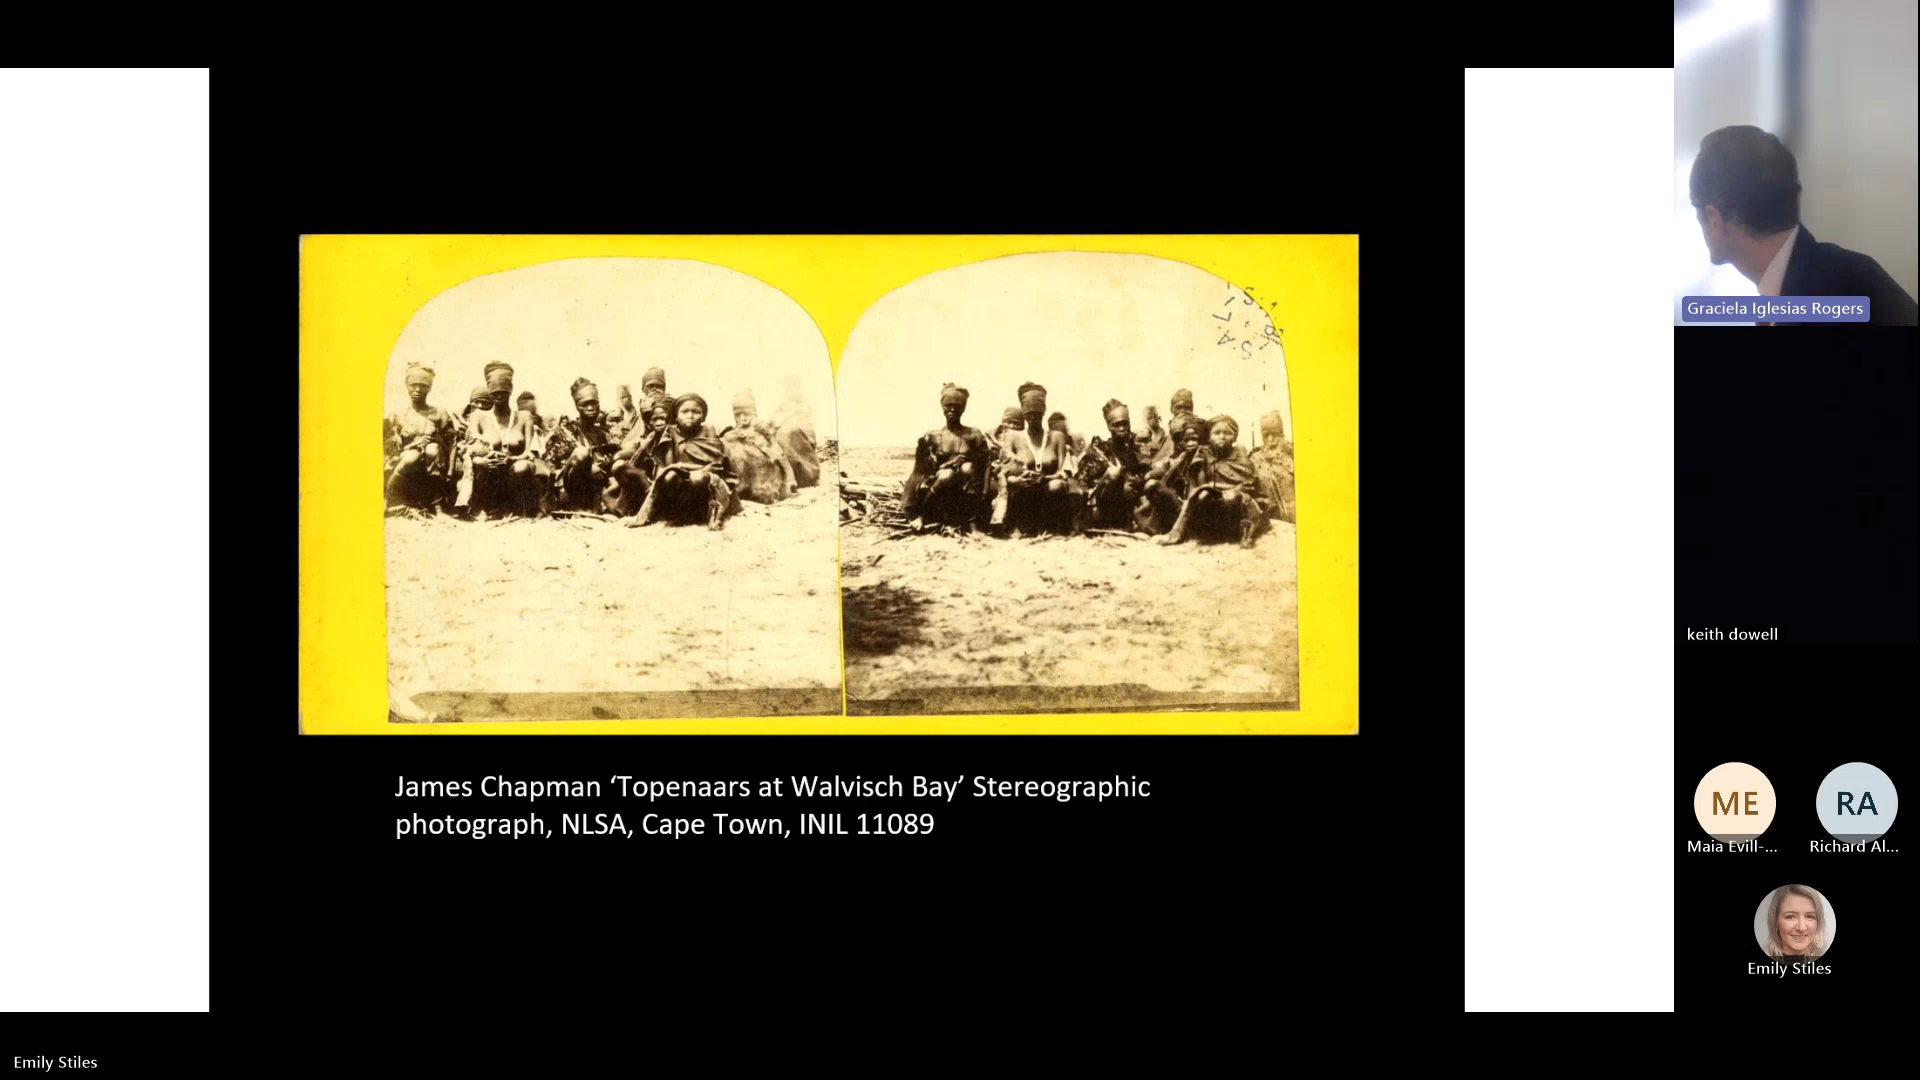 James Chapman ‘Topenaars at Walvisch Bay’ Stereographic
photograph, NLSA, Cape Town, INIL 11089
Graciela Iglesias Rogers
keith dowell
ME
RA
Maia Evill-...
Richard Al...
Emily Stiles
Emily Stiles